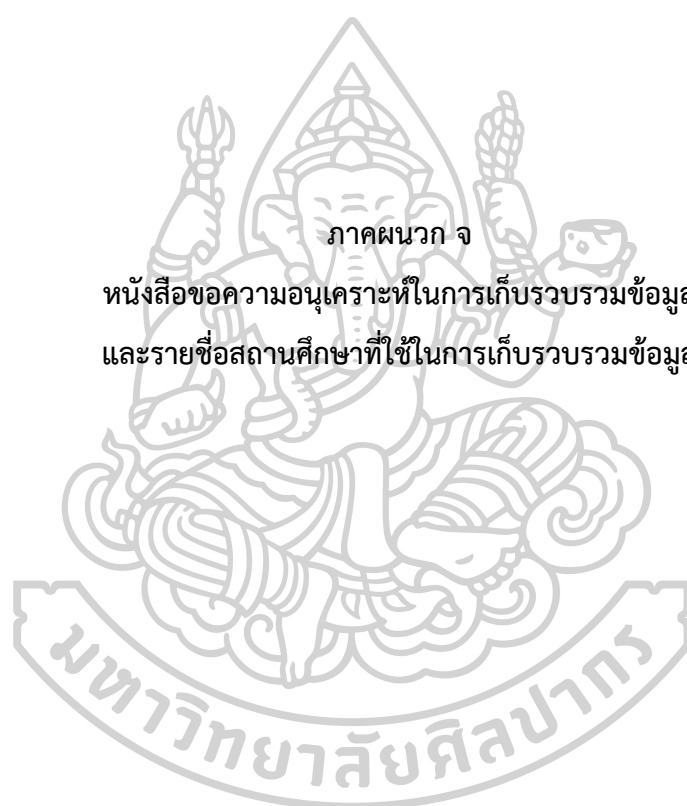 ภาคผนวก จ
หนังสือขอความอนุเคราะห์ในการเก็บรวบรวมข้อมูล
และรายชื่อสถานศึกษาที่ใช้ในการเก็บรวบรวมข้อมูล
มหาวิทยาลัยศิลปากร